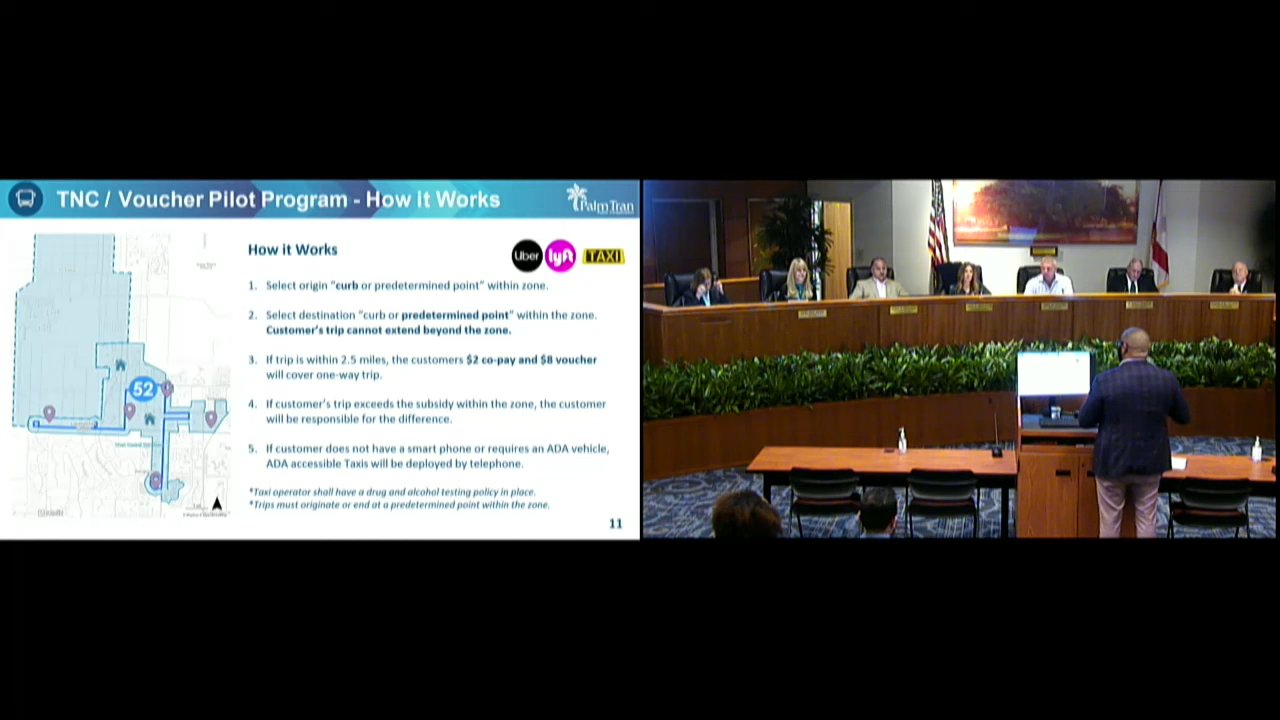 TNC / Voucher Pilot Program - How it Works
Palm Tran
How it Works
Uber
lyft
TAXI
1. Select origin "curb or predetermined point" within zone.
2. Select destination "curb or predetermined point" within the zone.
Customer's trip cannot extend beyond the zone.
3. If trip is within 2.5 miles, the customers $2 co-pay and $8 voucher
will cover one-way trip.
4. If customer's trip exceeds the subsidy within the zone, the customer
will be responsible for the difference.
5. If customer does not have a smart phone or requires an ADA vehicle,
ADA accessible Taxis will be deployed by telephone.
*Taxi operator shall have a drug and alcohol testing policy in place.
*Trips must originate or end at a predetermined point within the zone.
52
11